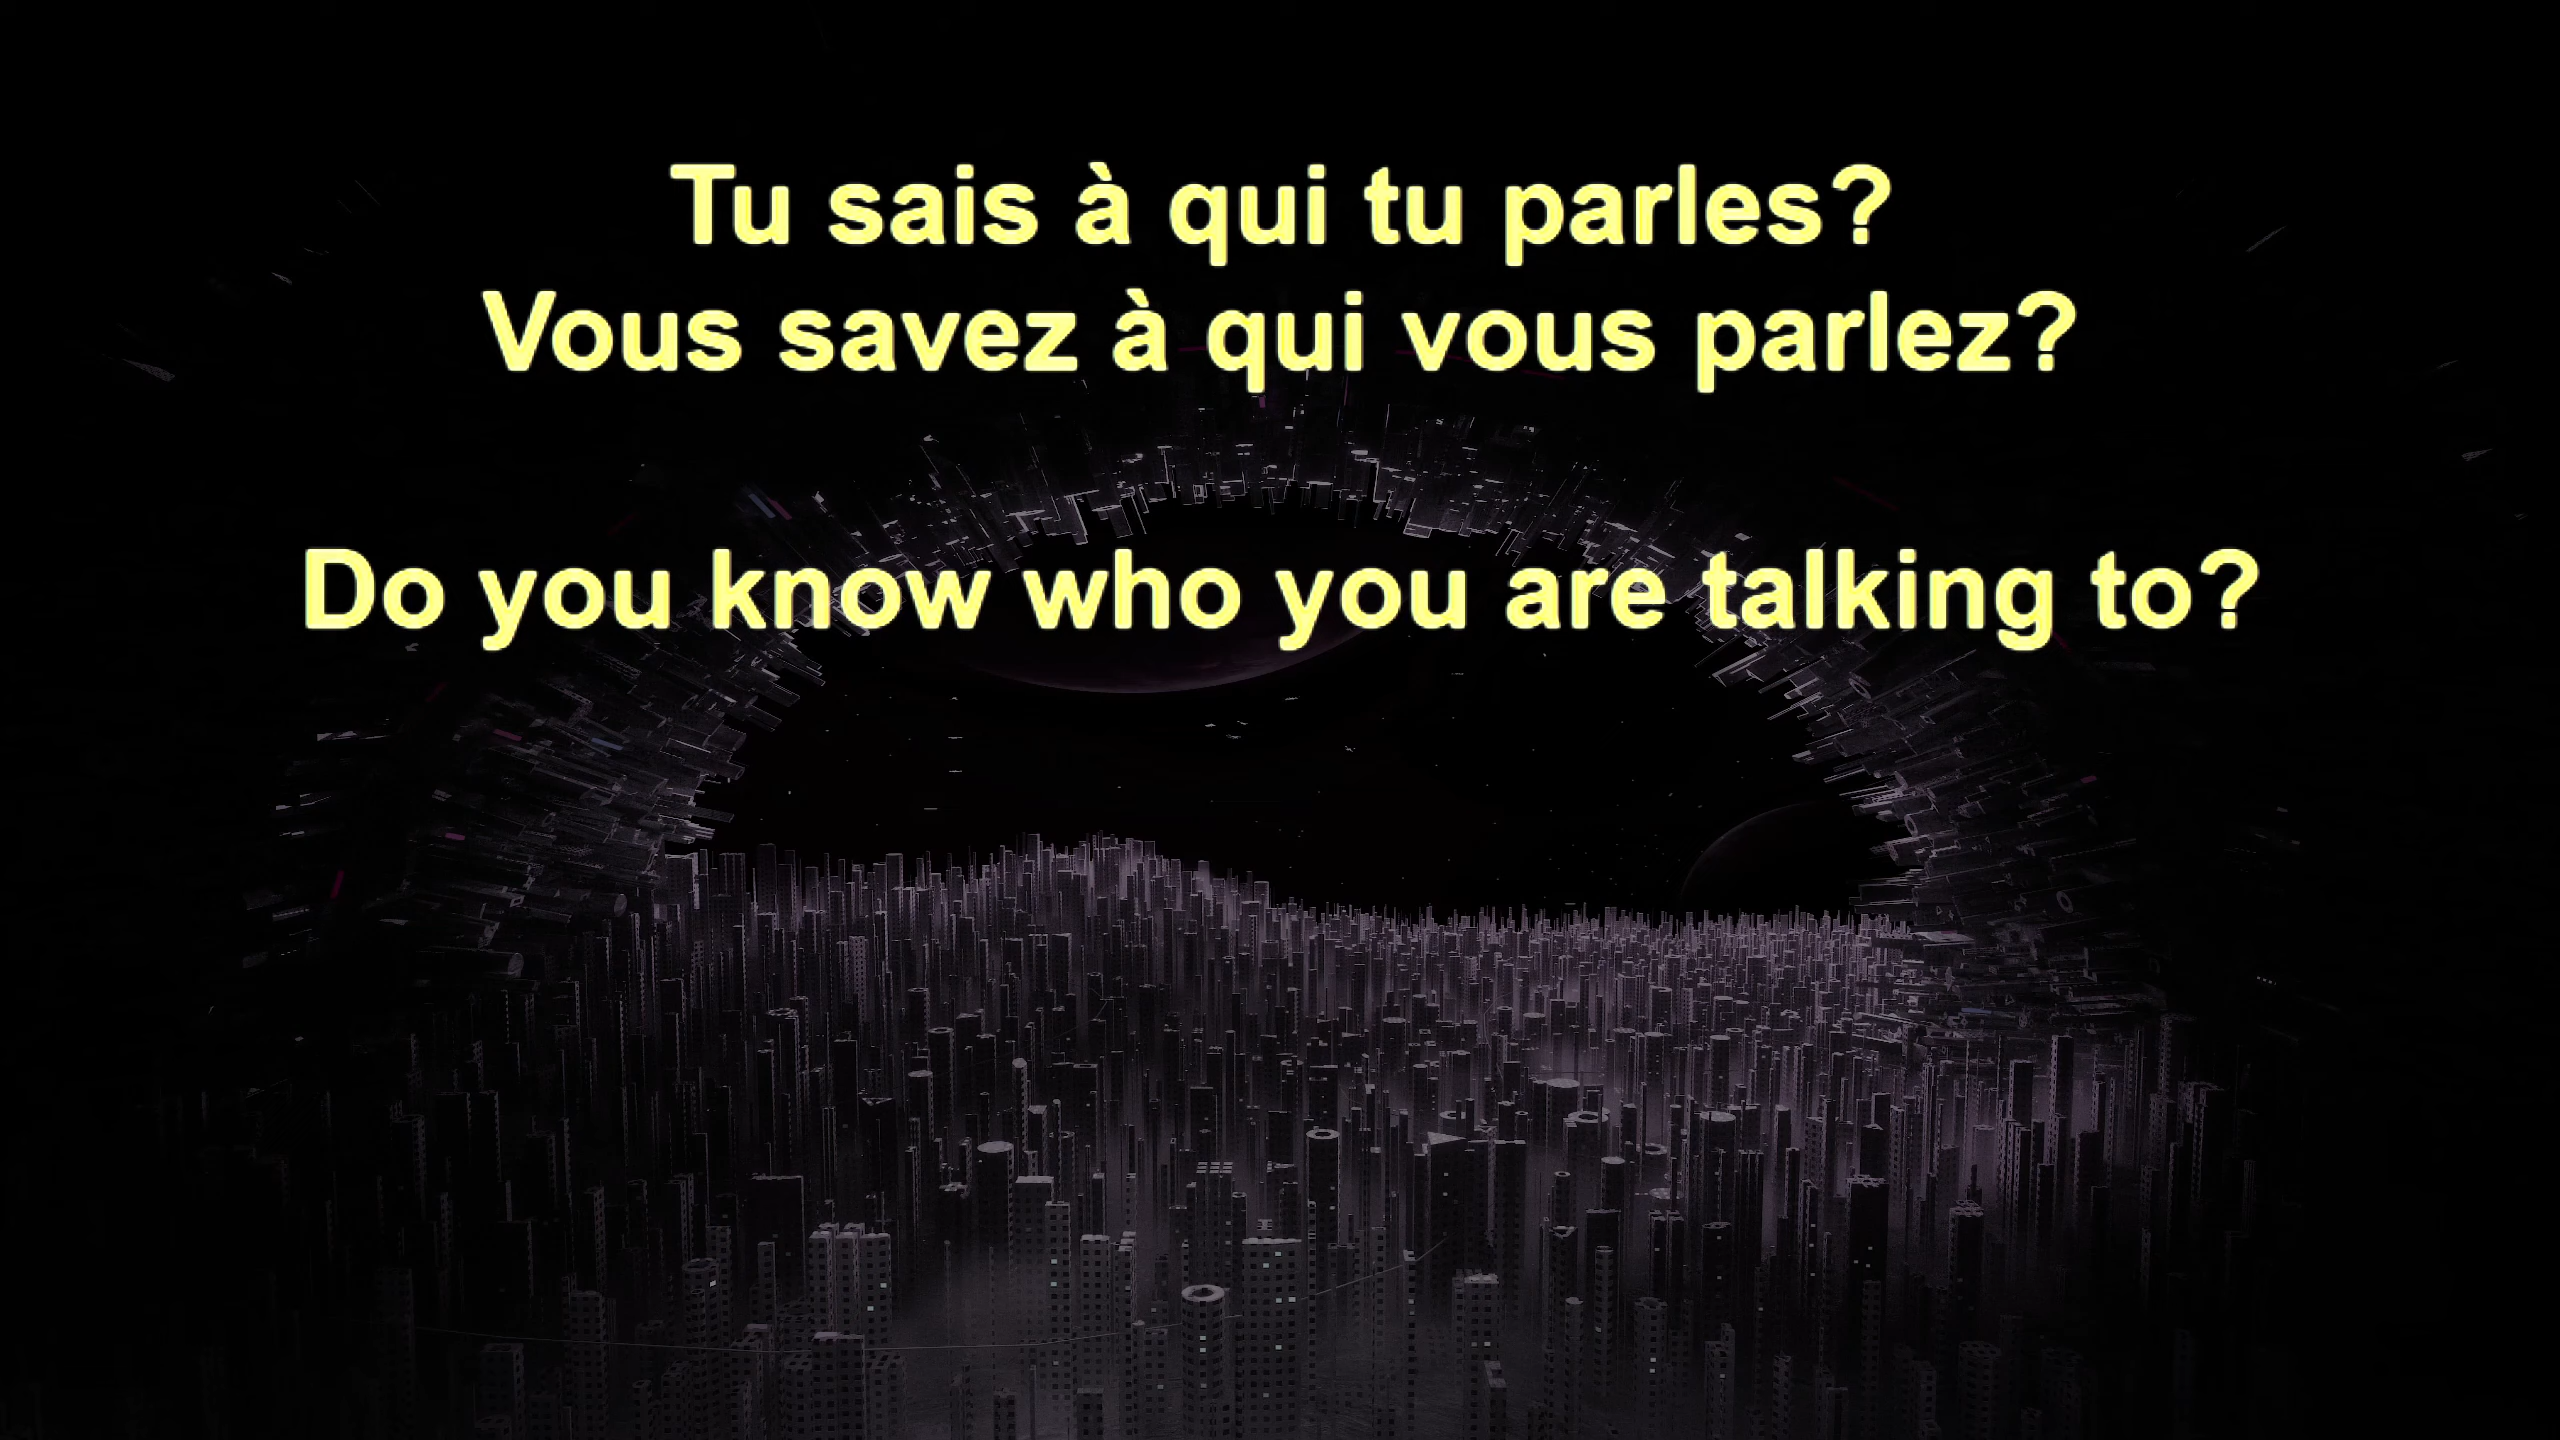 Tu sais à qui tu parles?
Vous savez à qui vous parlez?
Do you know who you are talking to?